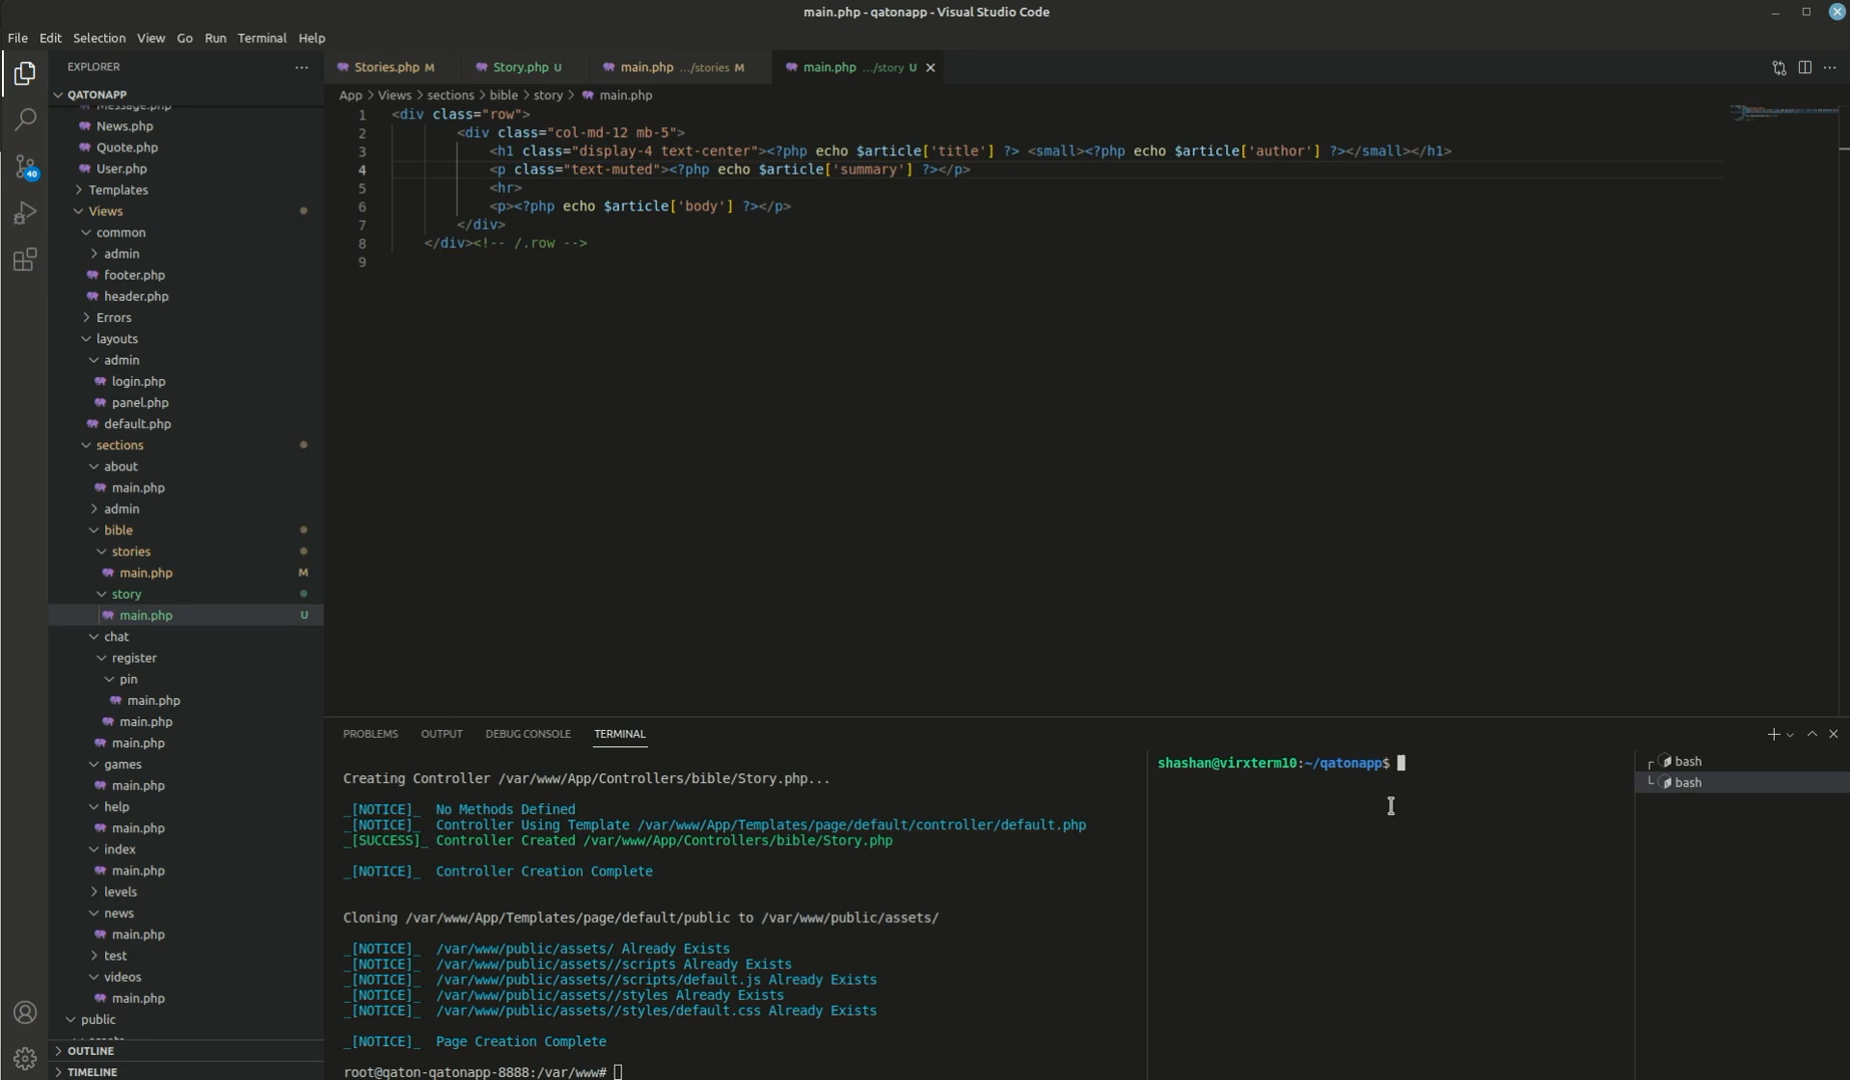 main.php - qatonapp - Visual Studio Code
File Edit Selection View Go Run Terminal Help
EXPLORER
QATONAPP
Message.php
News.php
Quote.php
User.php
Templates
Views
common
admin
footer.php
header.php
Errors
layouts
admin
login.php
panel.php
default.php
sections
about
main.php
admin
bible
stories
main.php M
story
main.php U
chat
register
pin
main.php
main.php
main.php
games
main.php
help
main.php
index
main.php
levels
news
main.php
test
videos
main.php
public
OUTLINE
TIMELINE
40
Stories.php M Story.php U main.php .../stories M main.php .../story U
App > Views > sections > bible > story > main.php
1 <div class="row">
2 <div class="col-md-12 mb-5">
3 <h1 class="display-4 text-center"><?php echo $article['title'] ?> <small><?php echo $article['author'] ?></small></h1>
4 <p class="text-muted"><?php echo $article['summary'] ?></p>
5 <hr>
6 <p><?php echo $article['body'] ?></p>
7 </div>
8 </div><!-- /.row -->
9
PROBLEMS OUTPUT DEBUG CONSOLE TERMINAL
Creating Controller /var/www/App/Controllers/bible/Story.php...
_[NOTICE]_ No Methods Defined
_[NOTICE]_ Controller Using Template /var/www/App/Templates/page/default/controller/default.php
_[SUCCESS]_ Controller Created /var/www/App/Controllers/bible/Story.php
_[NOTICE]_ Controller Creation Complete
Cloning /var/www/App/Templates/page/default/public to /var/www/public/assets/
_[NOTICE]_ /var/www/public/assets/ Already Exists
_[NOTICE]_ /var/www/public/assets//scripts Already Exists
_[NOTICE]_ /var/www/public/assets//scripts/default.js Already Exists
_[NOTICE]_ /var/www/public/assets//styles Already Exists
_[NOTICE]_ /var/www/public/assets//styles/default.css Already Exists
_[NOTICE]_ Page Creation Complete
root@qaton-qatonapp-8888:/var/www#
shashan@virxterm10:~/qatonapp$
bash
bash